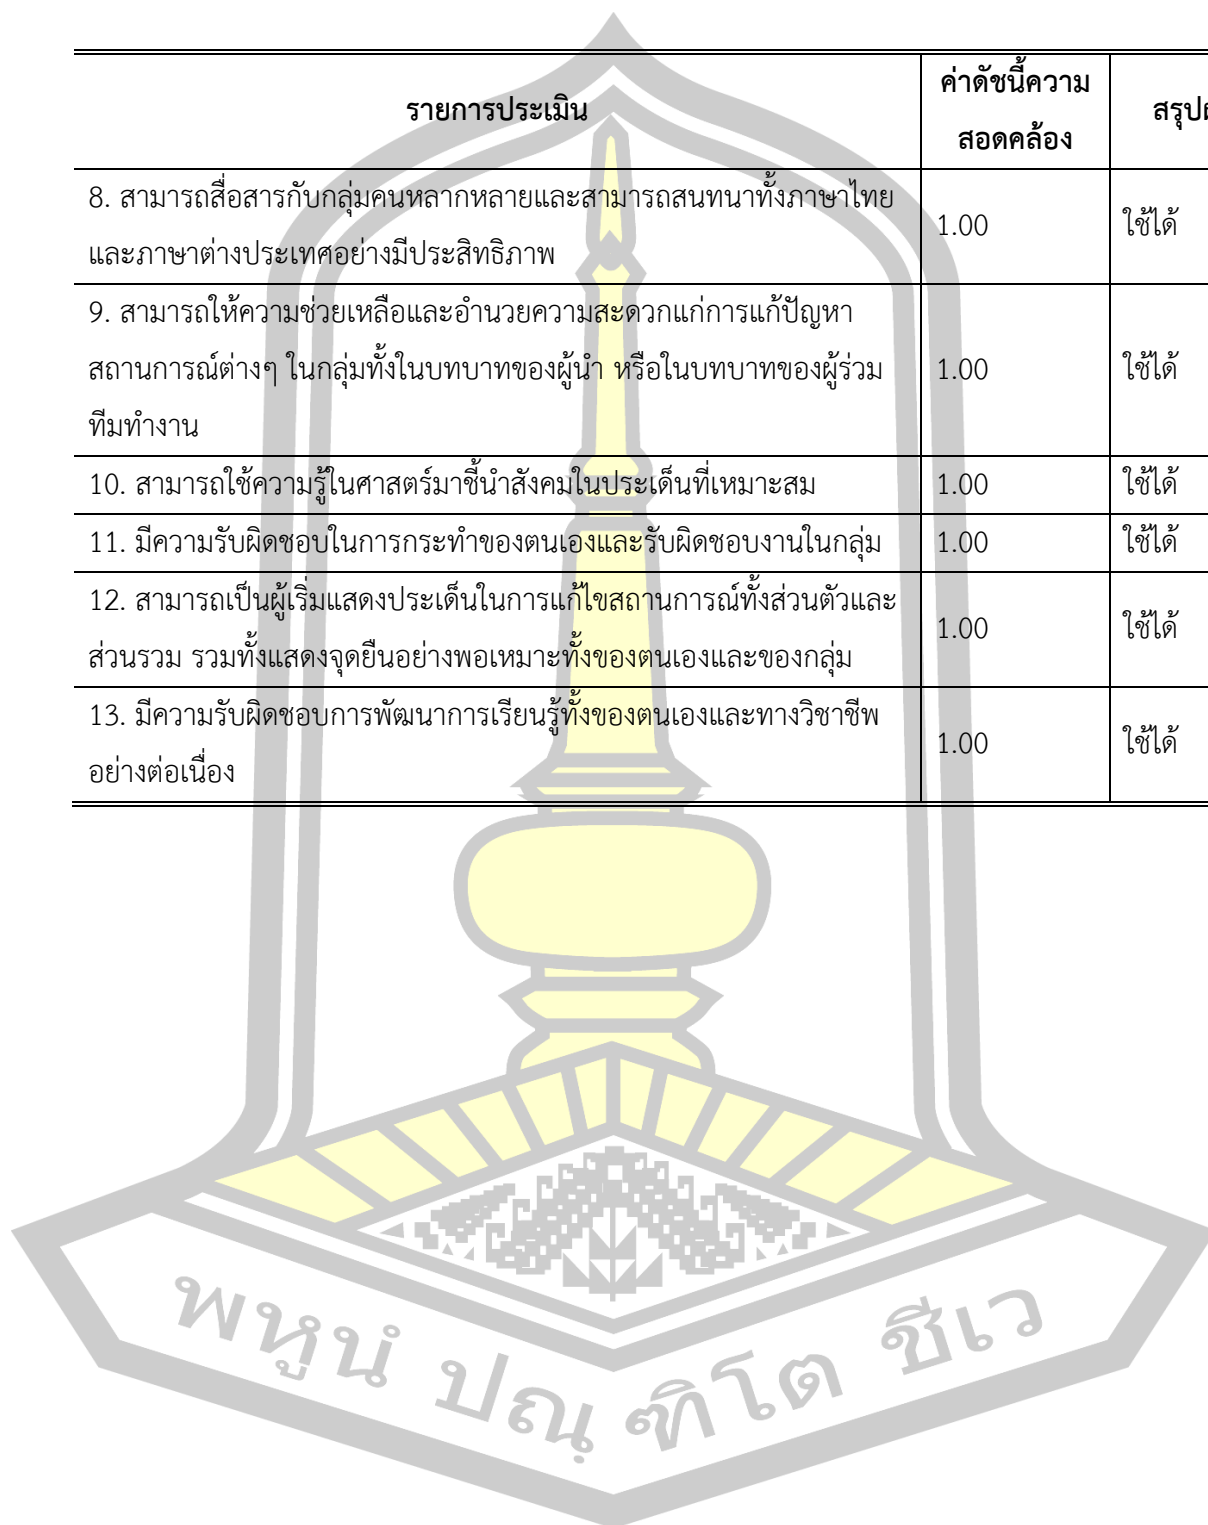 รายการประเมิน
ค่าดัชนีความ
สอดคล้อง
8. สามารถสื่อสารกับกลุ่มคนหลากหลายและสามารถสนทนาทั้งภาษาไทย
และภาษาต่างประเทศอย่างมีประสิทธิภาพ
1.00
ใช้ได้
9. สามารถให้ความช่วยเหลือและอำนวยความสะดวกแก่การแก้ปัญหา
สถานการณ์ต่างๆ ในกลุ่มทั้งในบทบาทของผู้นำ หรือในบทบาทของผู้ร่วม
ทีมทำงาน
1.00
ใช้ได้
10. สามารถใช้ความรู้ในศาสตร์มาชี้นำสังคมในประเด็นที่เหมาะสม
1.00
ใช้ได้
11. มีความรับผิดชอบในการกระทำของตนเองและรับผิดชอบงานในกลุ่ม
1.00
ใช้ได้
12. สามารถเป็นผู้เริ่มแสดงประเด็นในการแก้ไขสถานการณ์ทั้งส่วนตัวและ
ส่วนรวม รวมทั้งแสดงจุดยืนอย่างพอเหมาะทั้งของตนเองและของกลุ่ม
1.00
ใช้ได้
13. มีความรับผิดชอบการพัฒนาการเรียนรู้ทั้งของตนเองและทางวิชาชีพ
อย่างต่อเนื่อง
1.00
ใช้ได้
พหูนํ ปณฺฑิโต ชีเว